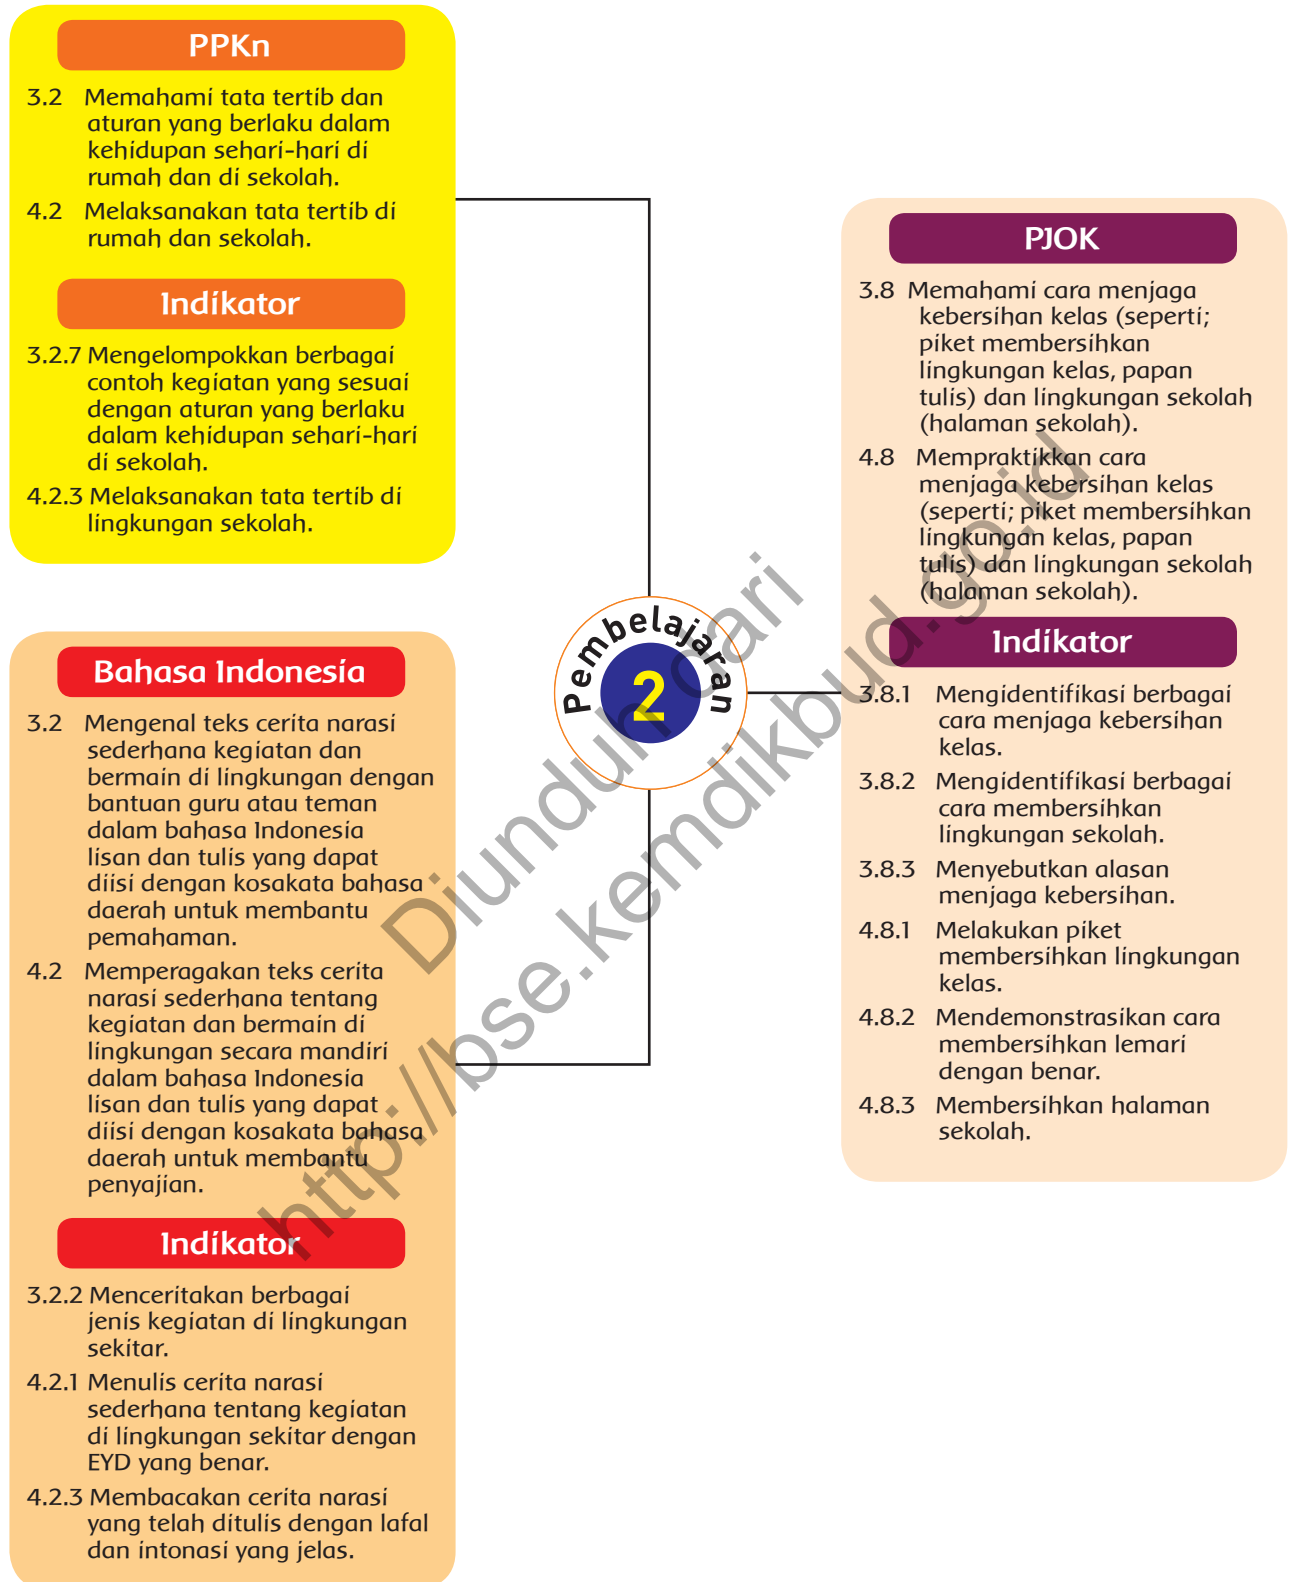 PPKn
3.2 Memahami tata tertib dan
aturan yang berlaku dalam
kehidupan sehari-hari di
rumah dan di sekolah.
4.2 Melaksanakan tata tertib di
rumah dan sekolah.
Indikator
3.2.7 Mengelompokkan berbagai
contoh kegiatan yang sesuai
dengan aturan yang berlaku
dalam kehidupan sehari-hari
di sekolah.
4.2.3 Melaksanakan tata tertib di
lingkungan sekolah.
Bahasa Indonesia
3.2 Mengenal teks cerita narasi
sederhana kegiatan dan
bermain di lingkungan dengan
bantuan guru atau teman
dalam bahasa Indonesia
lisan dan tulis yang dapat
diisi dengan kosakata bahasa
daerah untuk membantu
pemahaman.
4.2 Memperagakan teks cerita
narasi sederhana tentang
kegiatan dan bermain di
lingkungan secara mandiri
dalam bahasa Indonesia
lisan dan tulis yang dapat
diisi dengan kosakata bahasa
daerah untuk membantu
penyajian.
Indikator
3.2.2 Menceritakan berbagai
jenis kegiatan di lingkungan
sekitar.
4.2.1 Menulis cerita narasi
sederhana tentang kegiatan
di lingkungan sekitar dengan
EYD yang benar.
4.2.3 Membacakan cerita narasi
yang telah ditulis dengan lafal
dan intonasi yang jelas.
Pembelajaran
2
PJOK
3.8 Memahami cara menjaga
kebersihan kelas (seperti;
piket membersihkan
lingkungan kelas, papan
tulis) dan lingkungan sekolah
(halaman sekolah).
4.8 Mempraktikkan cara
menjaga kebersihan kelas
(seperti; piket membersihkan
lingkungan kelas, papan
tulis) dan lingkungan sekolah
(halaman sekolah).
Indikator
3.8.1 Mengidentifikasi berbagai
cara menjaga kebersihan
kelas.
3.8.2 Mengidentifikasi berbagai
cara membersihkan
lingkungan sekolah.
3.8.3 Menyebutkan alasan
menjaga kebersihan.
4.8.1 Melakukan piket
membersihkan lingkungan
kelas.
4.8.2 Mendemonstrasikan cara
membersihkan lemari
dengan benar.
4.8.3 Membersihkan halaman
sekolah.
Diunduh dari
http://bse.kemdikbud.go.id